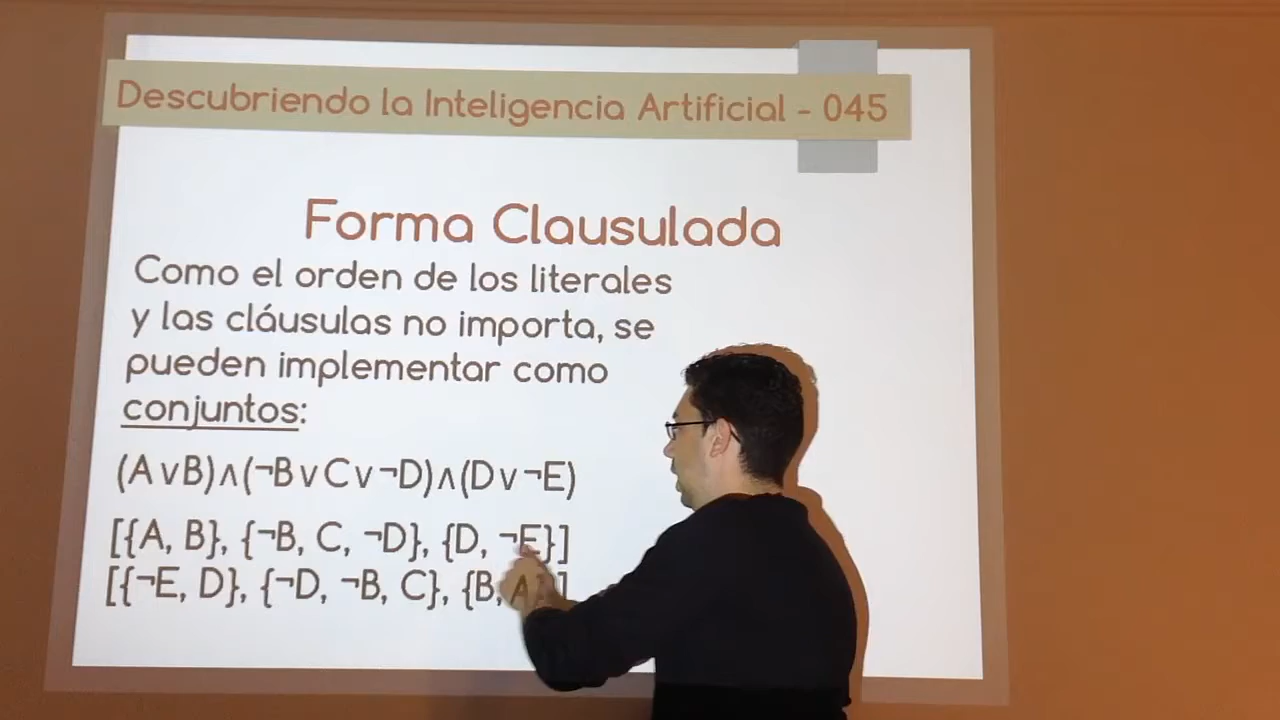 Descubriendo la Inteligencia Artificial - 045
Forma Clausulada
Como el orden de los literales
y las cláusulas no importa, se
pueden implementar como
conjuntos:
(A∨B)∧(¬B∨C∨¬D)∧(D∨¬E)
[{A, B}, {¬B, C, ¬D}, {D, ¬E}]
[{¬E, D}, {¬D, ¬B, C}, {B, A}]